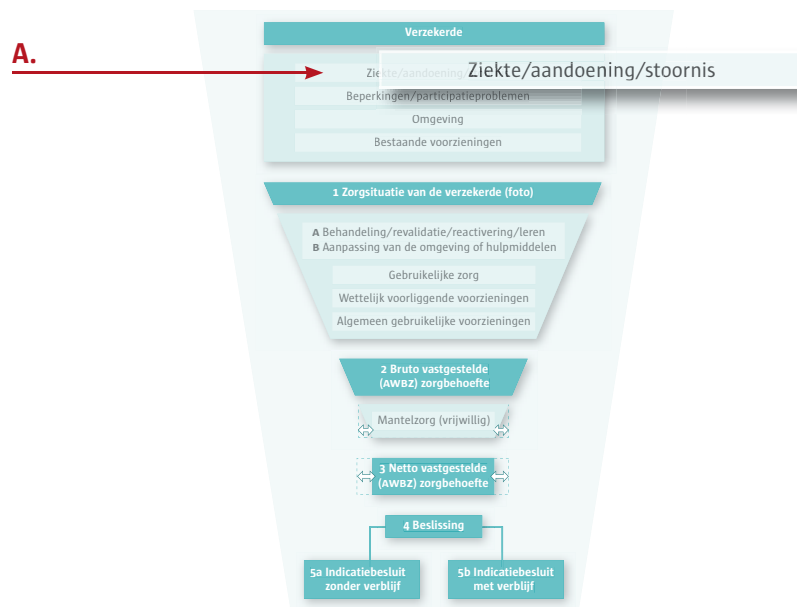 Verzekerde
A.
Ziekte/aandoening/stoornis
Beperkingen/participatieproblemen
Omgeving
Bestaande voorzieningen
1 Zorgsituatie van de verzekerde (foto)
A Behandeling/revalidatie/reactivering/leren
B Aanpassing van de omgeving of hulpmiddelen
Gebruikelijke zorg
Wettelijk voorliggende voorzieningen
Algemeen gebruikelijke voorzieningen
2 Bruto vastgestelde
(AWBZ) zorgbehoefte
Mantelzorg (vrijwillig)
3 Netto vastgestelde
(AWBZ) zorgbehoefte
4 Beslissing
5a Indicatiebesluit
zonder verblijf
5b Indicatiebesluit
met verblijf